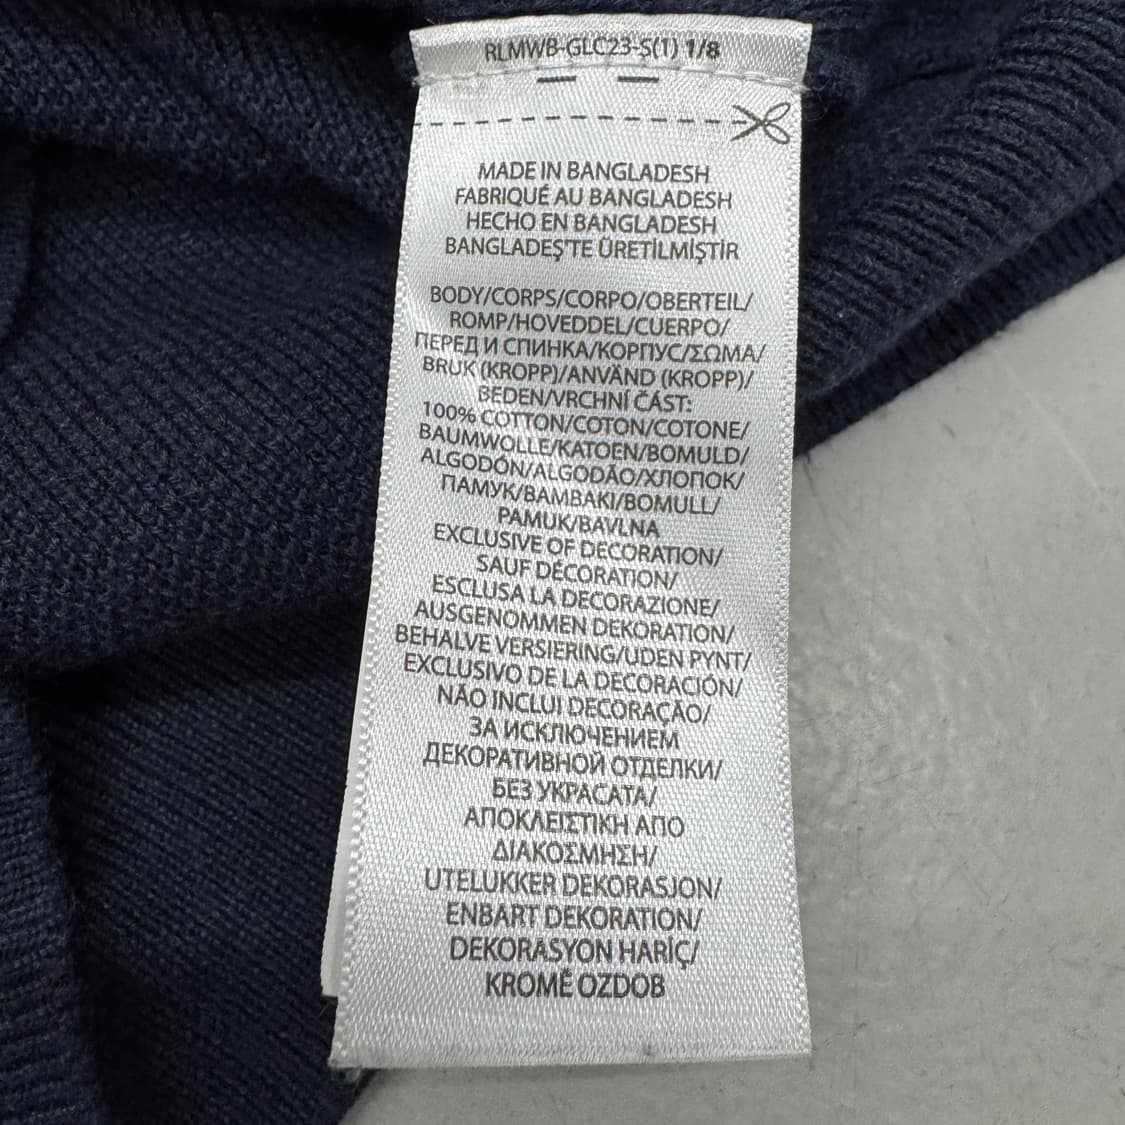 RLMWB-GLC23-S(1) 1/8
MADE IN BANGLADESH
FABRIQUÉ AU BANGLADESH
HECHO EN BANGLADESH
BANGLADEŞ'TE ÜRETİLMİŞTİR
BODY/CORPS/CORPO/OBERTEIL/
ROMP/HOVEDDEL/CUERPO/
ПЕРЕД И СПИНКА/КОРПУС/ΣΩΜΑ/
BRUK (KROPP)/ANVÄND (KROPP)/
BEDEN/VRCHNÍ ČÁST:
100% COTTON/COTON/COTONE/
BAUMWOLLE/KATOEN/BOMULD/
ALGODÓN/ALGODÃO/ХЛОПОК/
ПАМУК/BAMBAKI/BOMULL/
PAMUK/BAVLNA
EXCLUSIVE OF DECORATION/
SAUF DÉCORATION/
ESCLUSA LA DECORAZIONE/
AUSGENOMMEN DEKORATION/
BEHALVE VERSIERING/UDEN PYNT/
EXCLUSIVO DE LA DECORACIÓN/
NÃO INCLUI DECORAÇÃO/
ЗА ИСКЛЮЧЕНИЕМ
ДЕКОРАТИВНОЙ ОТДЕЛКИ/
БЕЗ УКРАСАТА/
ΑΠΟΚΛΕΙΣΤΙΚΗ ΑΠΟ
ΔΙΑΚΟΣΜΗΣΗ/
UTELUKKER DEKORASJON/
ENBART DEKORATION/
DEKORASYON HARİÇ/
KROMĚ OZDOB